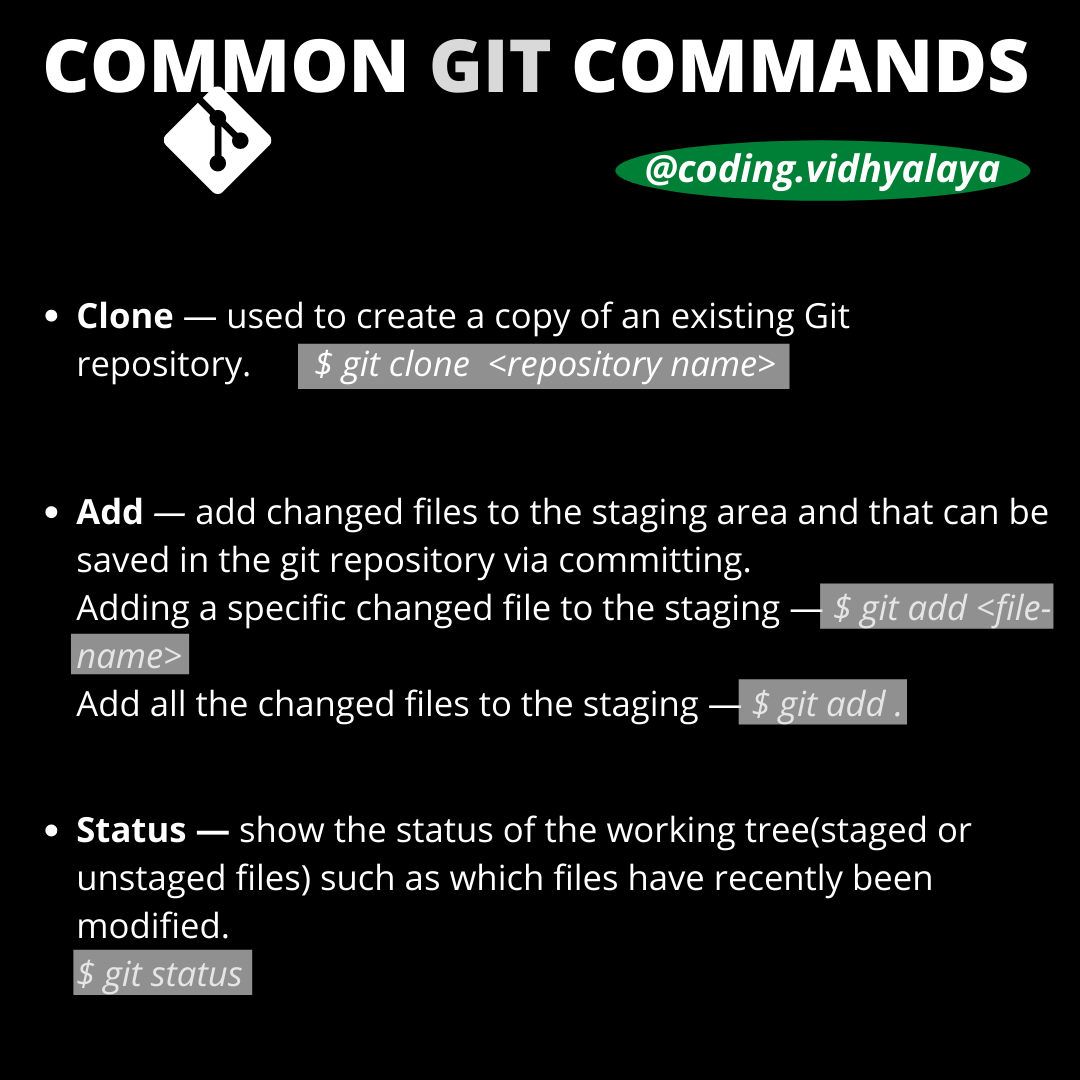 COMMON GIT COMMANDS
@coding.vidhyalaya
• Clone — used to create a copy of an existing Git
repository. $ git clone <repository name>
• Add — add changed files to the staging area and that can be
saved in the git repository via committing.
Adding a specific changed file to the staging — $ git add <file-
name>
Add all the changed files to the staging — $ git add .
• Status — show the status of the working tree(staged or
unstaged files) such as which files have recently been
modified.
$ git status